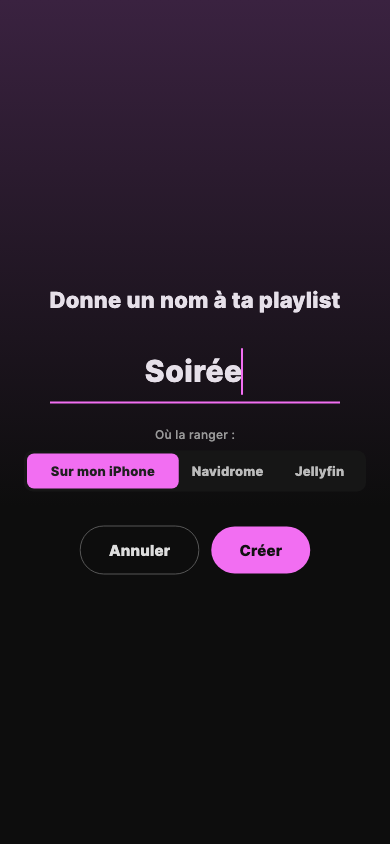 Donne un nom à ta playlist
Soirée
Où la ranger :
Sur mon iPhone Navidrome Jellyfin
Annuler Créer